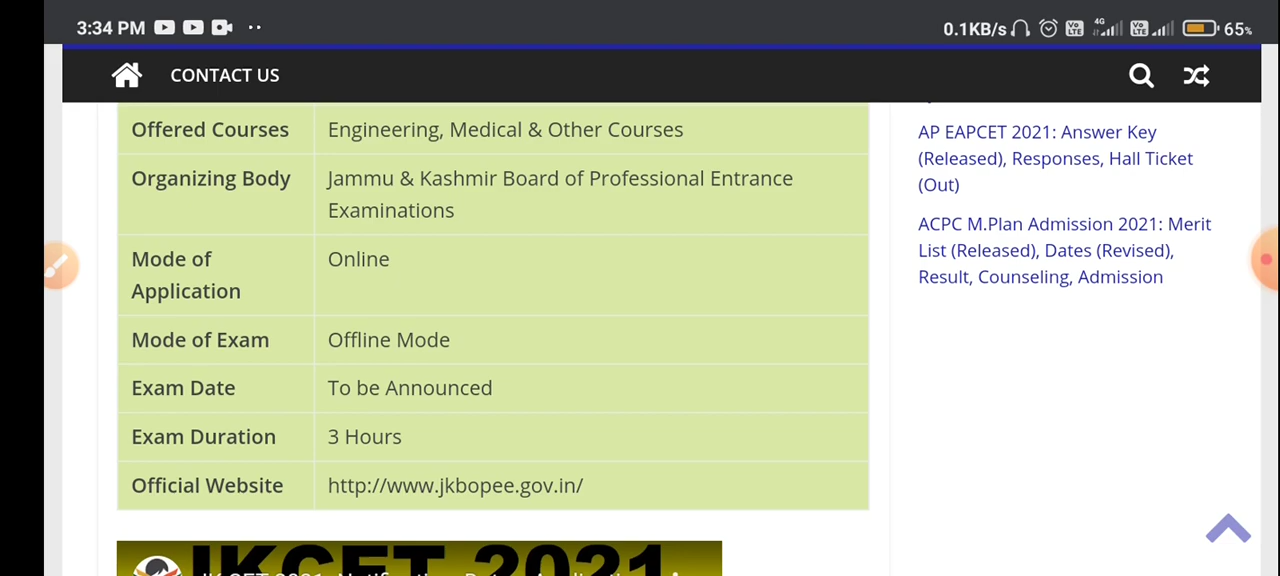 3:34 PM
0.1KB/s
4G
65%
CONTACT US
Offered Courses
Engineering, Medical & Other Courses
Organizing Body
Jammu & Kashmir Board of Professional Entrance
Examinations
Mode of
Application
Online
Mode of Exam
Offline Mode
Exam Date
To be Announced
Exam Duration
3 Hours
Official Website
http://www.jkbopee.gov.in/
AP EAPCET 2021: Answer Key
(Released), Responses, Hall Ticket
(Out)
ACPC M.Plan Admission 2021: Merit
List (Released), Dates (Revised),
Result, Counseling, Admission
JKCET 2021